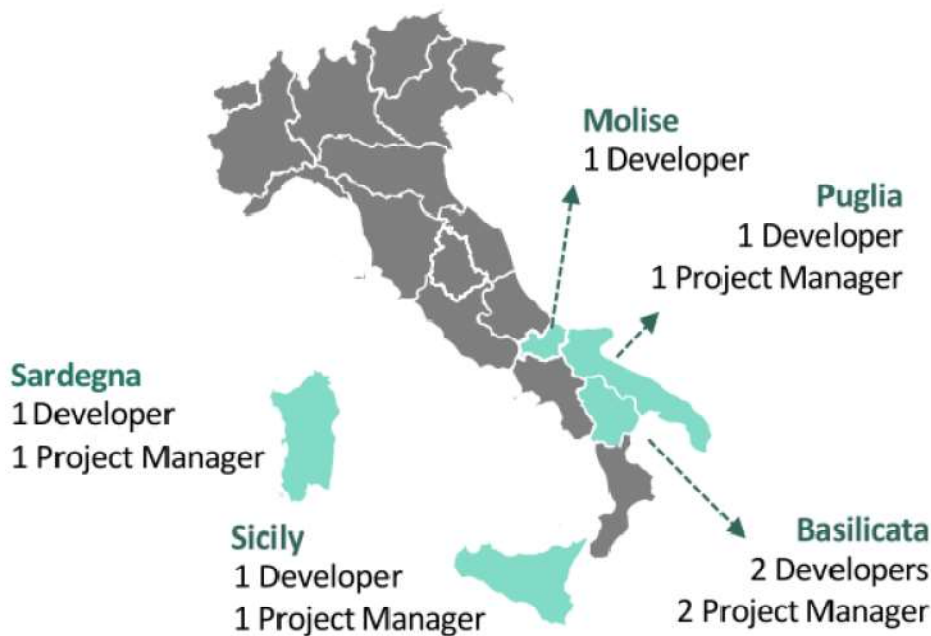 Molise
1 Developer
Puglia
1 Developer
1 Project Manager
Sardegna
1 Developer
1 Project Manager
Sicily
1 Developer
1 Project Manager
Basilicata
2 Developers
2 Project Manager